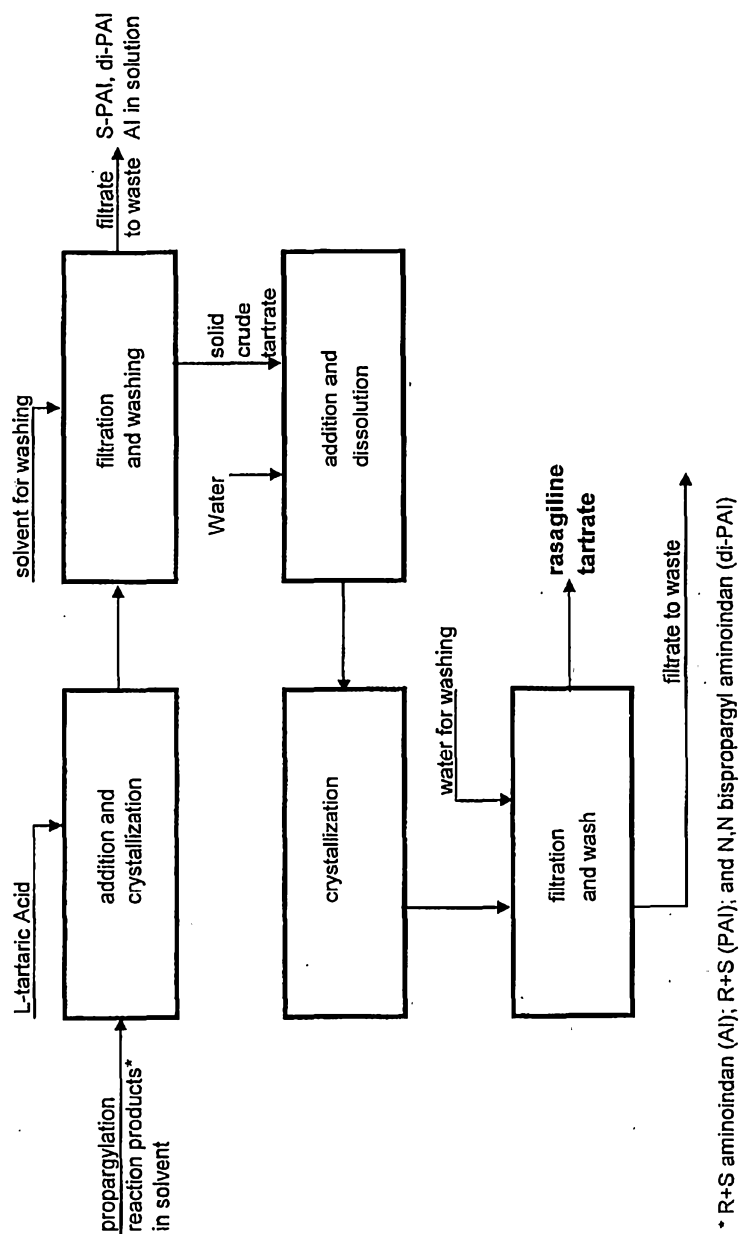 L-tartaric Acid
propargylation
reaction products*
in solvent
addition and
crystallization
solvent for washing
filtration
and washing
filtrate
to waste
S-PAI, di-PAI
AI in solution
solid
crude
tartrate
Water
addition and
dissolution
crystallization
water for washing
filtration
and wash
rasagiline
tartrate
filtrate to waste
* R+S aminoindan (AI); R+S (PAI); and N,N bispropargyl aminoindan (di-PAI)